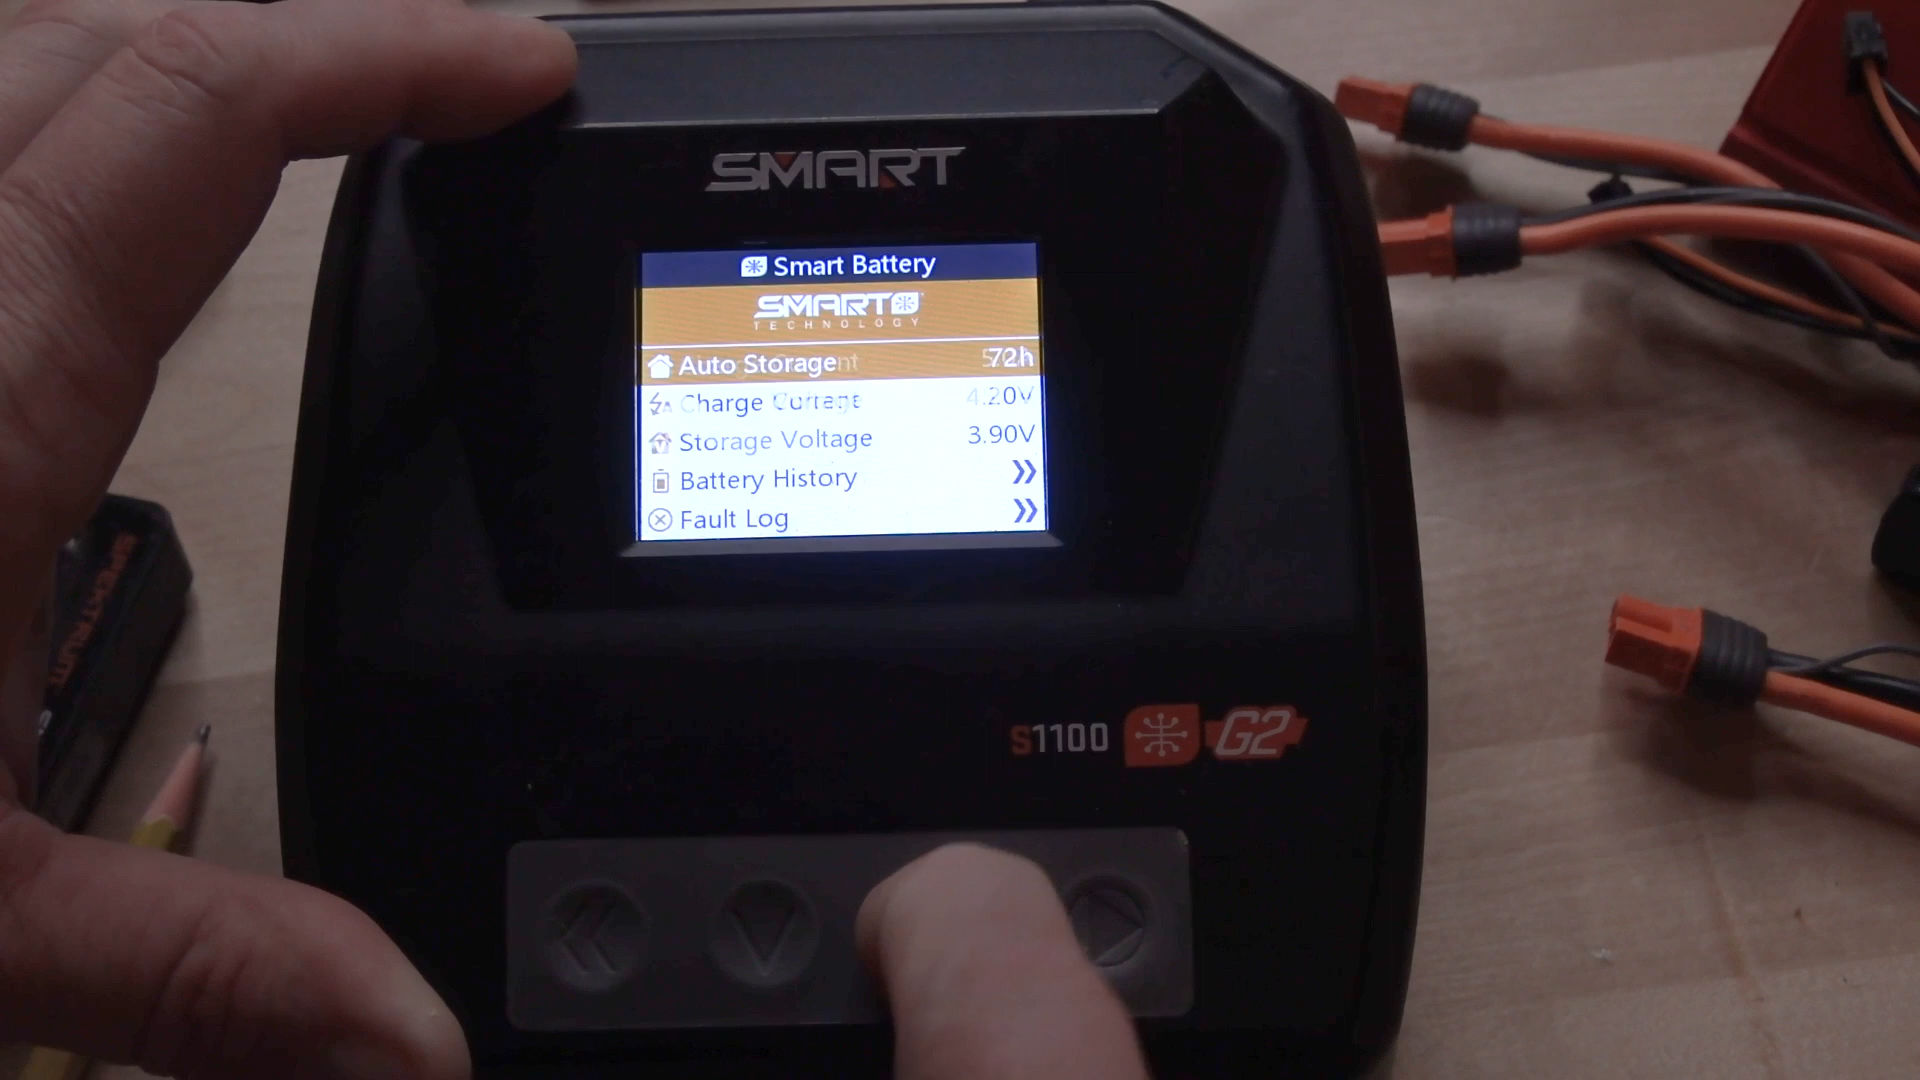 SMART
Smart Battery
SMART
TECHNOLOGY
Auto Storage 72h
Charge 4.20V
Storage Voltage 3.90V
Battery History
Fault Log
S1100 G2
SPEKTRUM